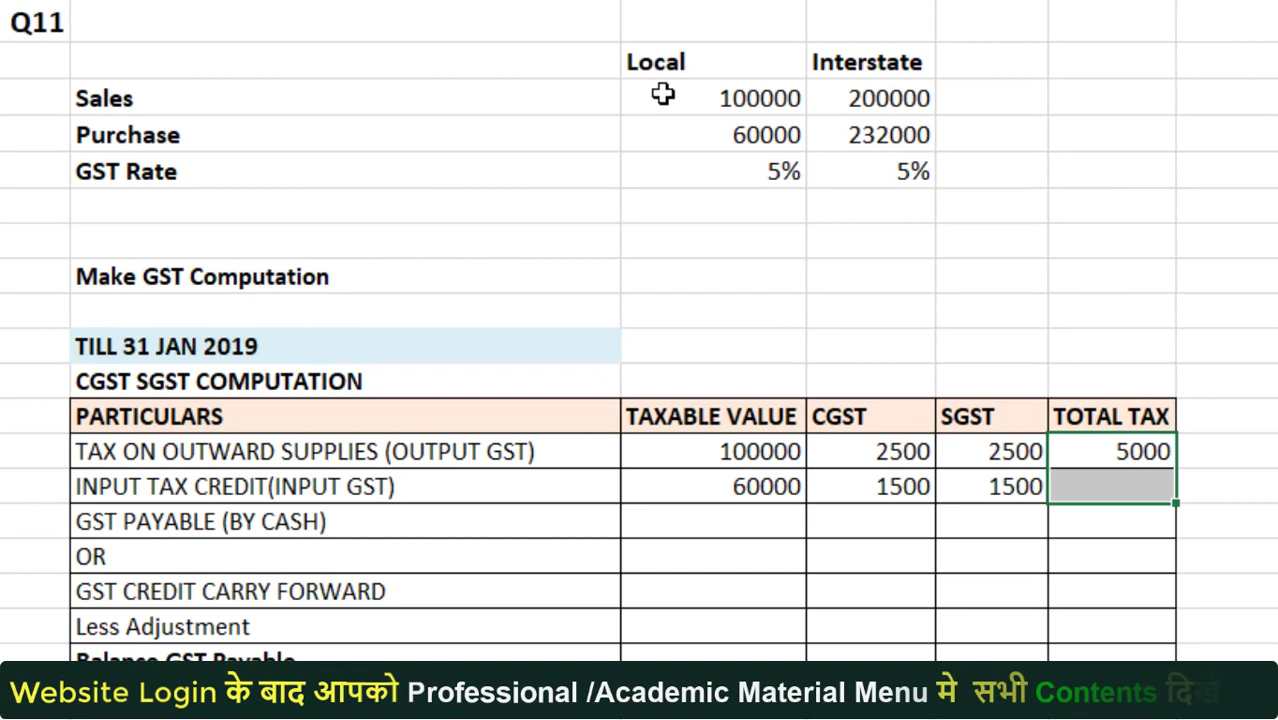 Q11
Local Interstate
Sales 100000 200000
Purchase 60000 232000
GST Rate 5% 5%
Make GST Computation
TILL 31 JAN 2019
CGST SGST COMPUTATION
PARTICULARS TAXABLE VALUE CGST SGST TOTAL TAX
TAX ON OUTWARD SUPPLIES (OUTPUT GST) 100000 2500 2500 5000
INPUT TAX CREDIT(INPUT GST) 60000 1500 1500
GST PAYABLE (BY CASH)
OR
GST CREDIT CARRY FORWARD
Less Adjustment
Balance GST Payable
Website Login के बाद आपको Professional /Academic Material Menu मे सभी Contents